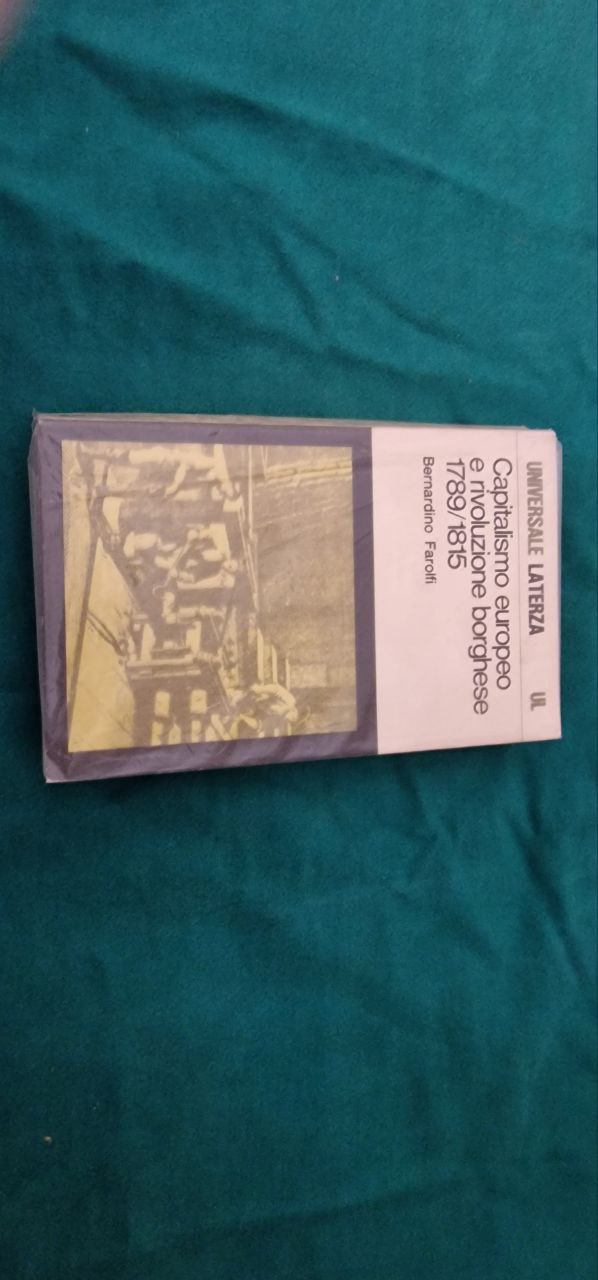 UNIVERSALE LATERZA UL
Capitalismo europeo
e rivoluzione borghese
1789/1815
Bernardino Farolfi